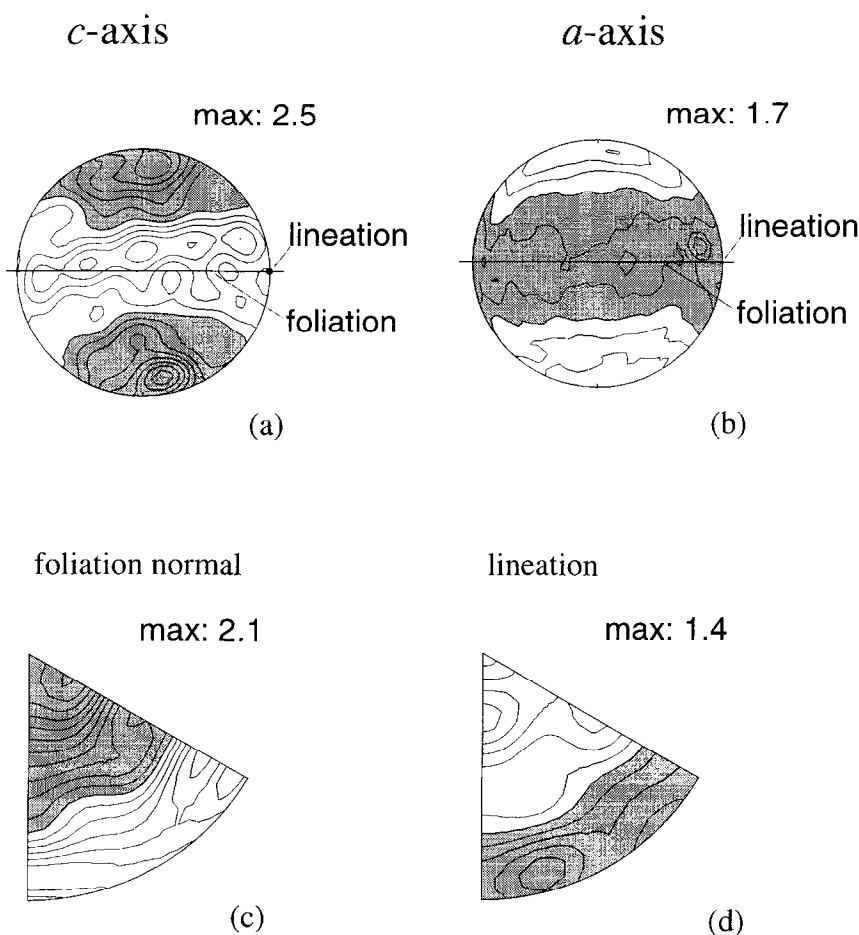 c-axis
a-axis
max: 2.5
max: 1.7
lineation
foliation
lineation
foliation
(a)
(b)
foliation normal
lineation
max: 2.1
max: 1.4
(c)
(d)